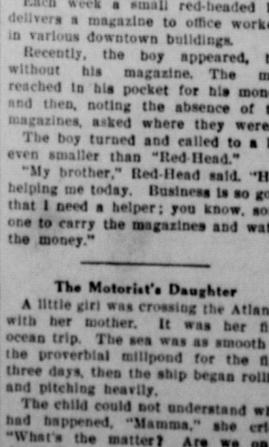 Each week a small red-headed
delivers a magazine to office work
in various downtown buildings.
Recently, the boy appeared,
without his magazine. The m
reached in his pocket for his mon
and then, noting the absence of t
magazines, asked where they were
The boy turned and called to a
even smaller than "Red-Head."
"My brother," Red-Head said. "H
helping me today. Business is so go
that I need a helper; you know, so
one to carry the magazines and wat
the money."
The Motorist's Daughter
A little girl was crossing the Atlan
with her mother. It was her fi
ocean trip. The sea was as smooth
the proverbial millpond for the fi
three days, then the ship began rolli
and pitching heavily.
The child could not understand wh
had happened, "Mamma," she cri
"What's the matter? Are we